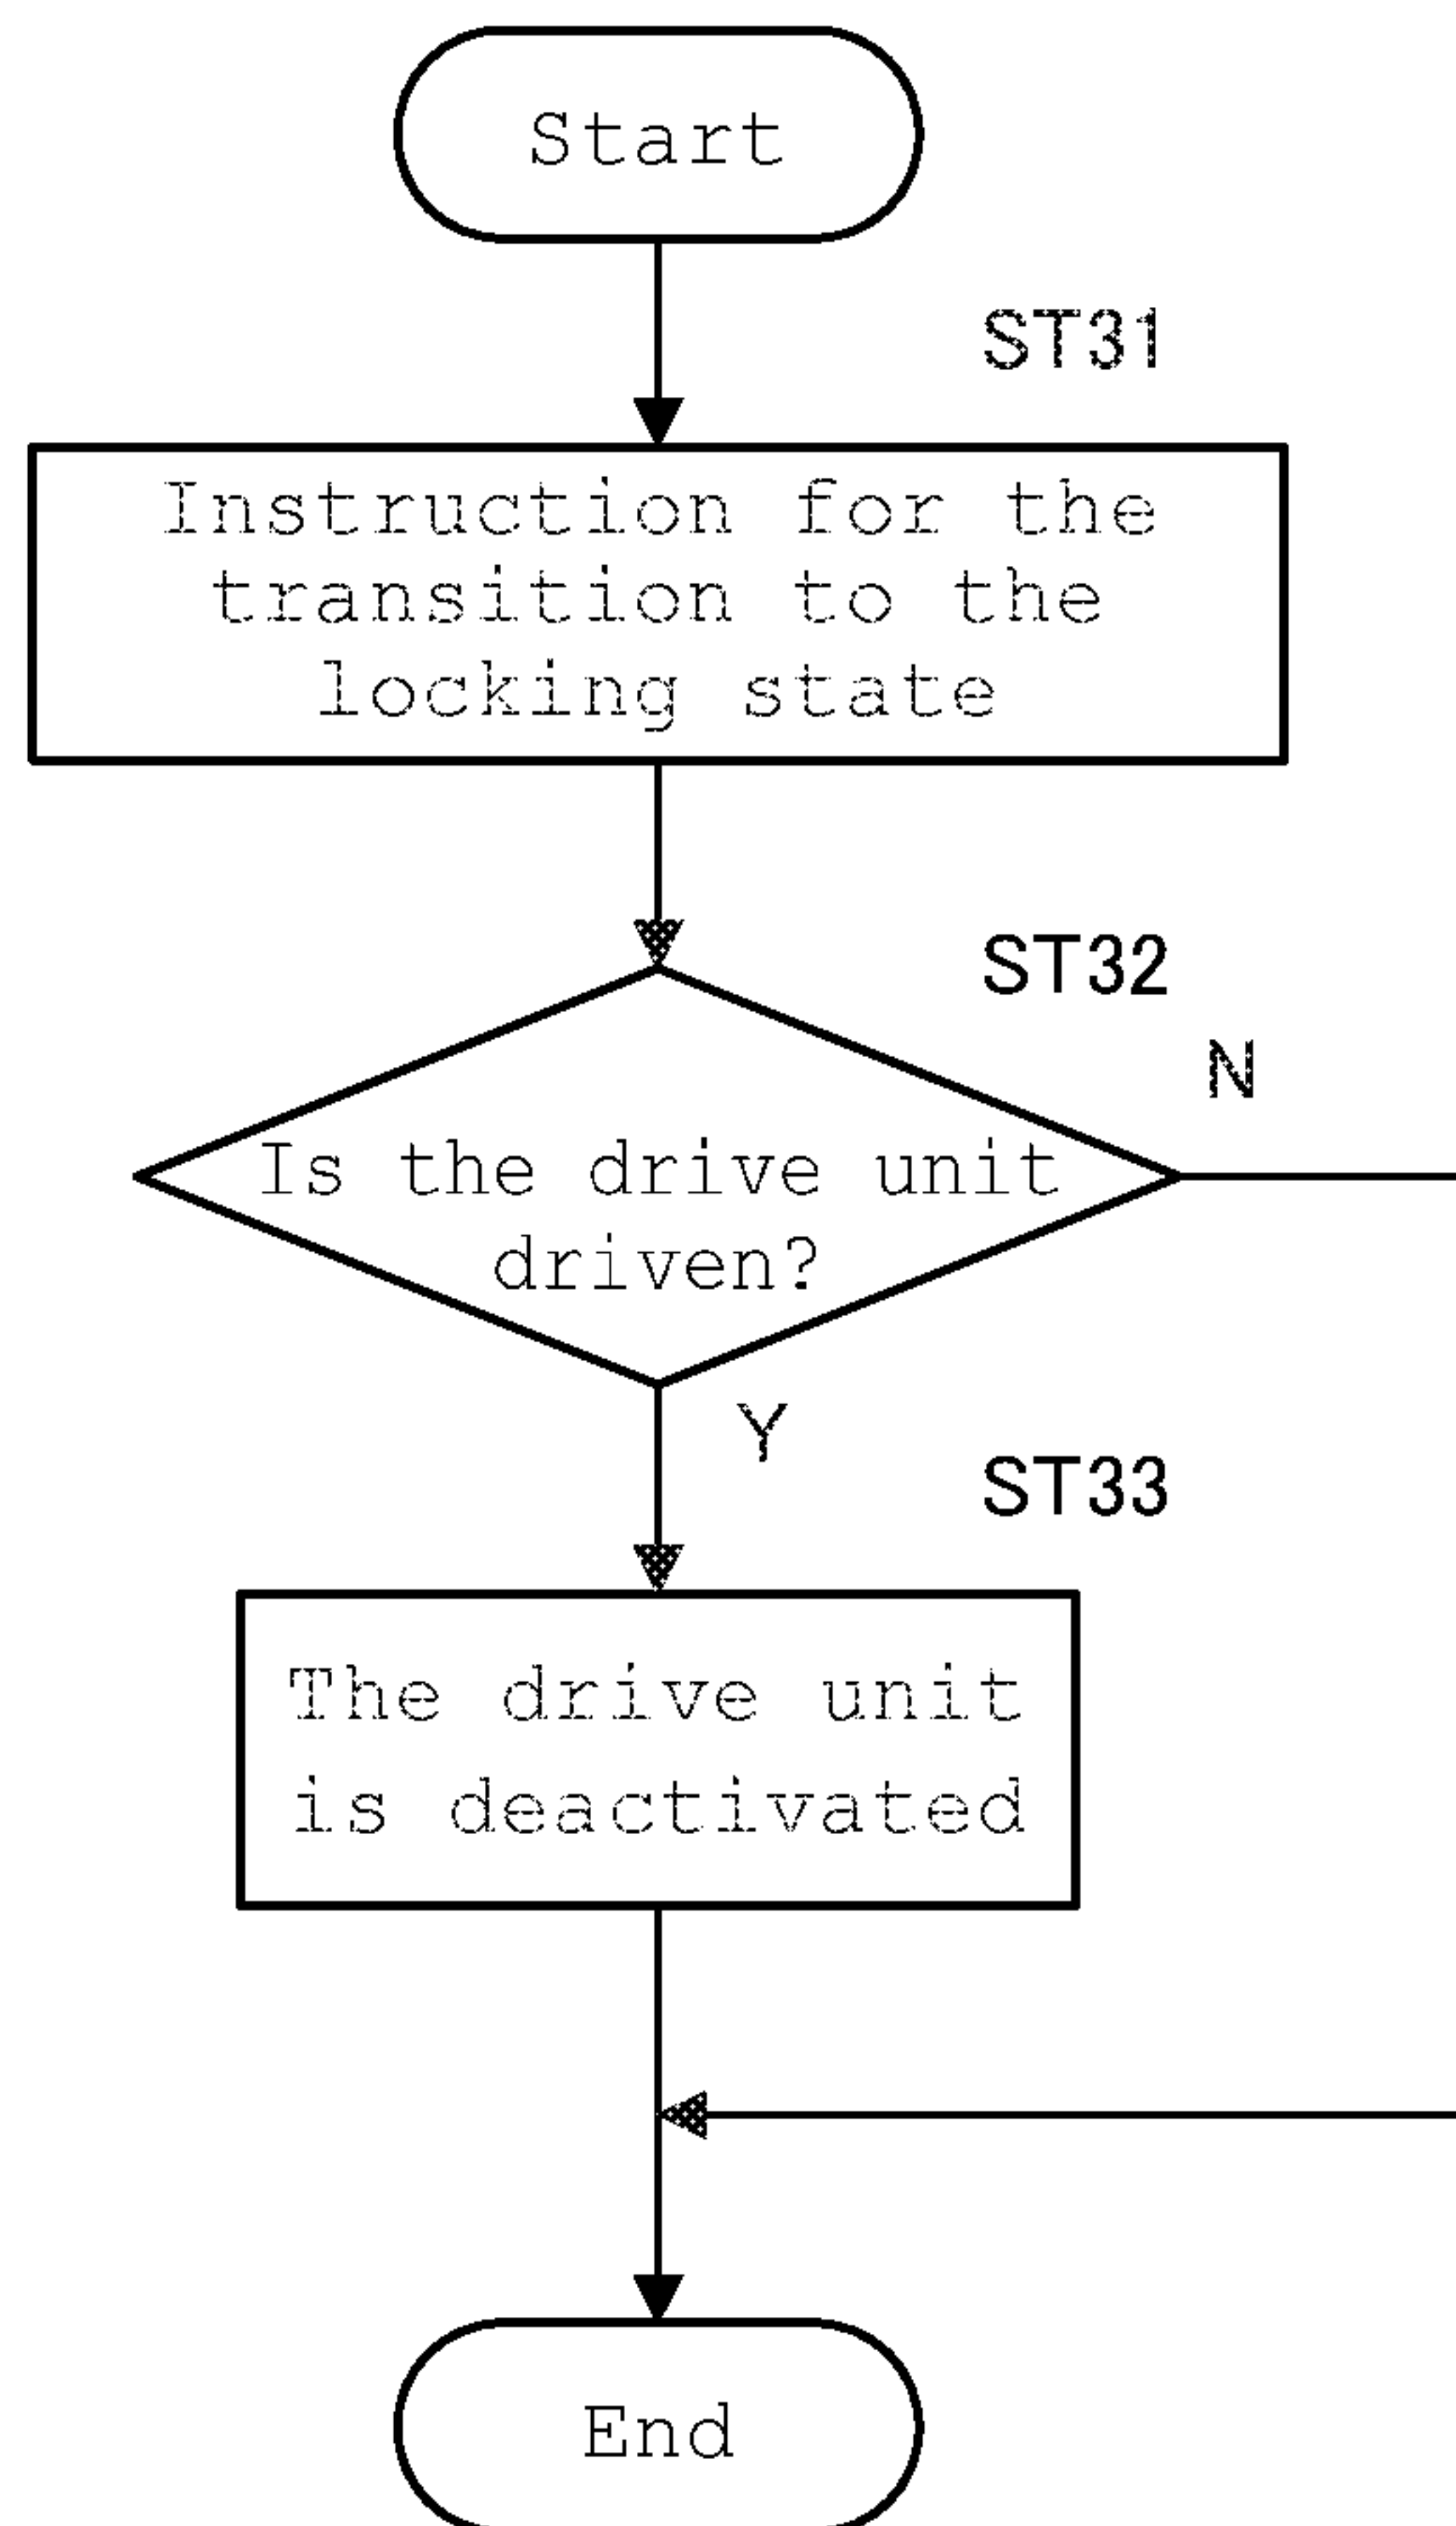 Start
ST31
Instruction for the
transition to the
locking state
ST32
N
Is the drive unit
driven?
Y
ST33
The drive unit
is deactivated
End